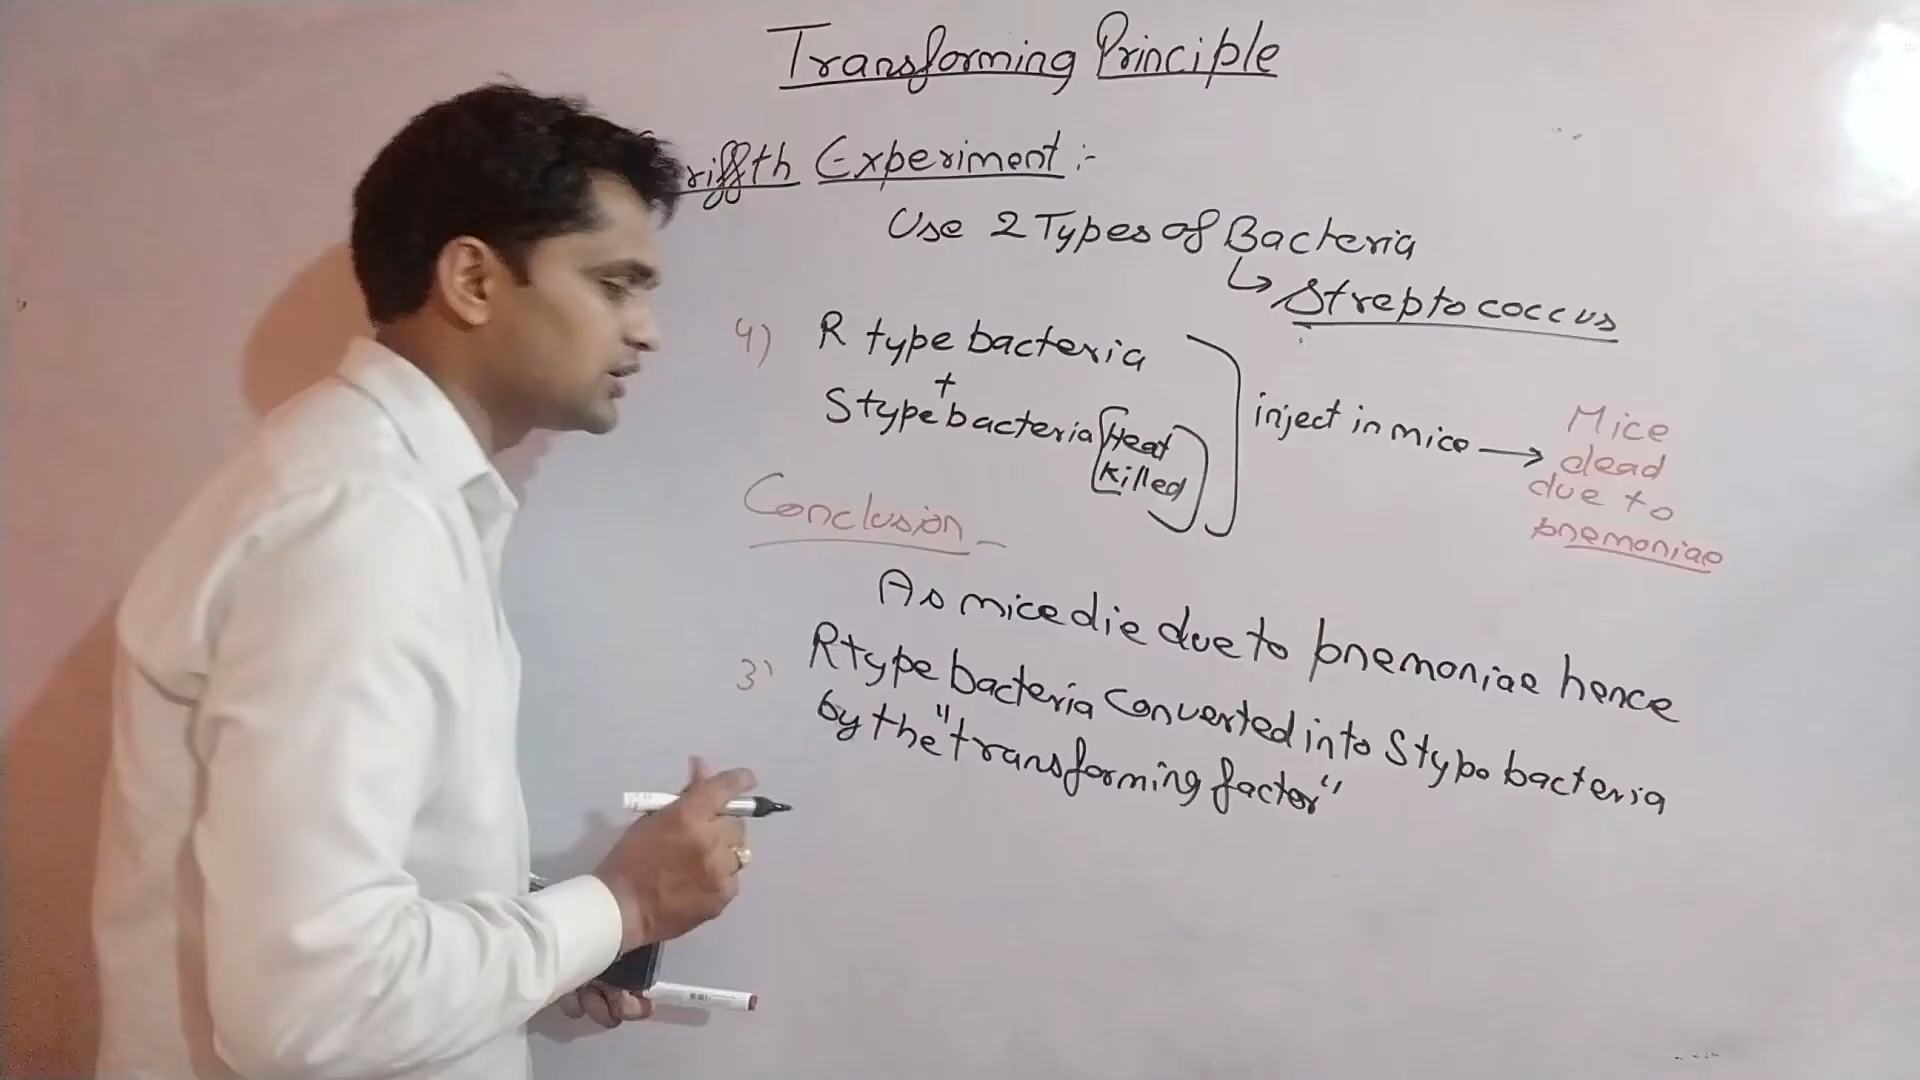 Transforming Principle
riffth Experiment :-
Use 2 Types of Bacteria
↳ Streptococcus
4) R type bacteria
+
S type bacteria (Heat
killed)
inject in mice → Mice
dead
due to
pnemoniae
Conclusion –
As mice die due to pnemoniae hence
3) R type bacteria converted into S type bacteria
by the "transforming factor"